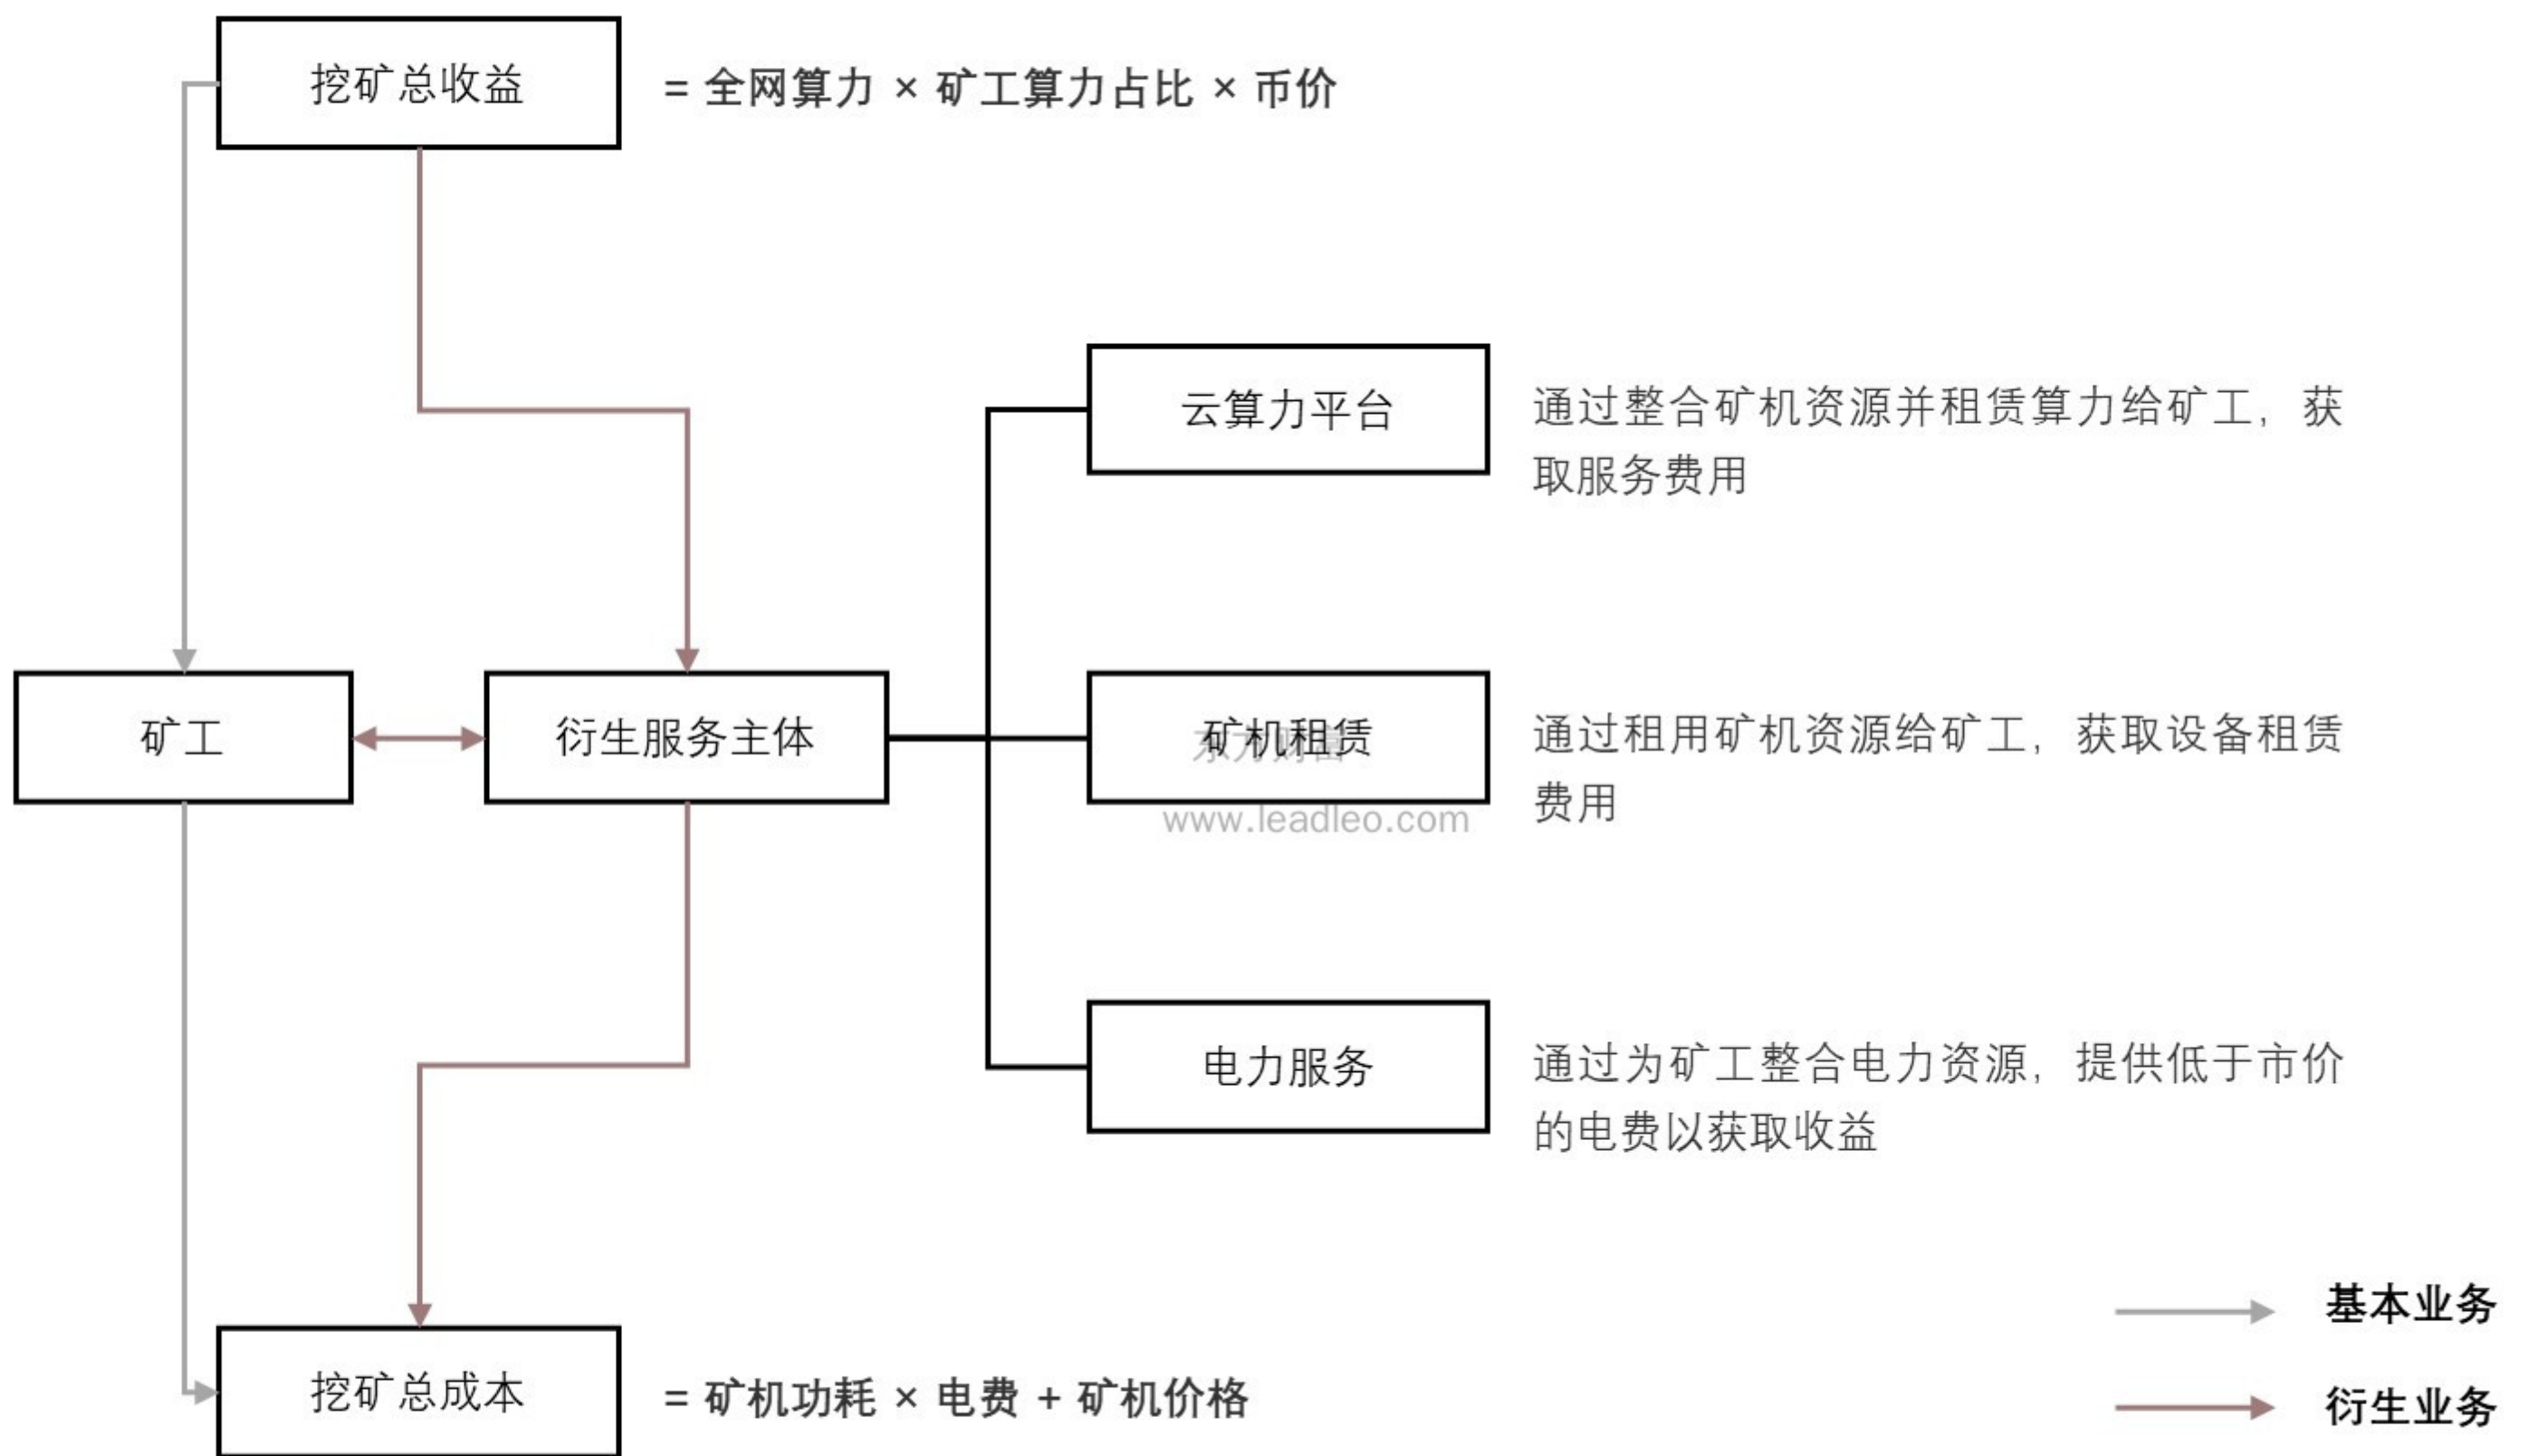 挖矿总收益
= 全网算力 × 矿工算力占比 × 币价
云算力平台
通过整合矿机资源并租赁算力给矿工，获
取服务费用
矿工
衍生服务主体
矿机租赁
通过租用矿机资源给矿工，获取设备租赁
费用
www.leadleo.com
电力服务
通过为矿工整合电力资源，提供低于市价
的电费以获取收益
基本业务
挖矿总成本
= 矿机功耗 × 电费 + 矿机价格
衍生业务